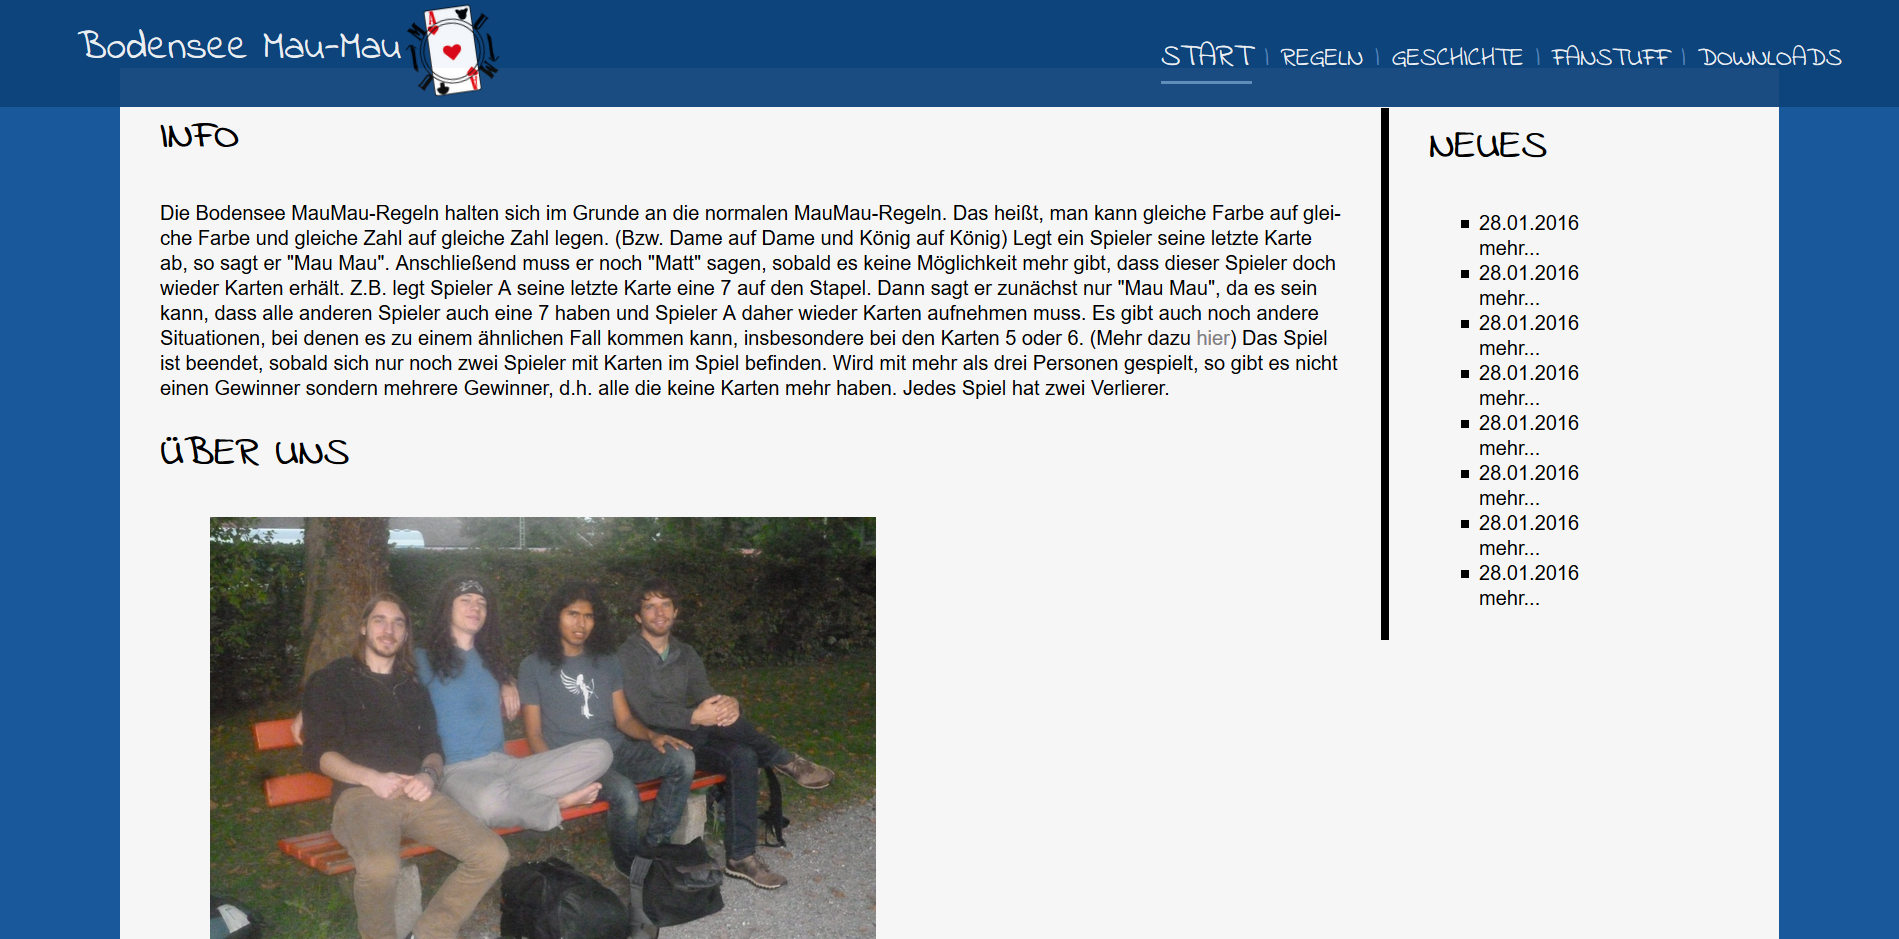 Bodensee Mau-Mau
START | REGELN | GESCHICHTE | FANSTUFF | DOWNLOADS
INFO
Die Bodensee MauMau-Regeln halten sich im Grunde an die normalen MauMau-Regeln. Das heißt, man kann gleiche Farbe auf glei-
che Farbe und gleiche Zahl auf gleiche Zahl legen. (Bzw. Dame auf Dame und König auf König) Legt ein Spieler seine letzte Karte
ab, so sagt er "Mau Mau". Anschließend muss er noch "Matt" sagen, sobald es keine Möglichkeit mehr gibt, dass dieser Spieler doch
wieder Karten erhält. Z.B. legt Spieler A seine letzte Karte eine 7 auf den Stapel. Dann sagt er zunächst nur "Mau Mau", da es sein
kann, dass alle anderen Spieler auch eine 7 haben und Spieler A daher wieder Karten aufnehmen muss. Es gibt auch noch andere
Situationen, bei denen es zu einem ähnlichen Fall kommen kann, insbesondere bei den Karten 5 oder 6. (Mehr dazu hier) Das Spiel
ist beendet, sobald sich nur noch zwei Spieler mit Karten im Spiel befinden. Wird mit mehr als drei Personen gespielt, so gibt es nicht
einen Gewinner sondern mehrere Gewinner, d.h. alle die keine Karten mehr haben. Jedes Spiel hat zwei Verlierer.
ÜBER UNS
NEUES
28.01.2016
mehr...
28.01.2016
mehr...
28.01.2016
mehr...
28.01.2016
mehr...
28.01.2016
mehr...
28.01.2016
mehr...
28.01.2016
mehr...
28.01.2016
mehr...